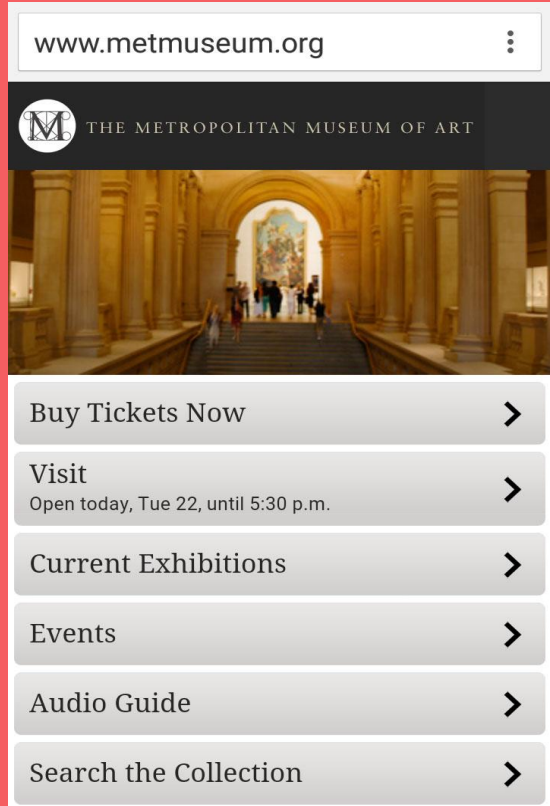 www.metmuseum.org
M THE METROPOLITAN MUSEUM OF ART
Buy Tickets Now
Visit
Open today, Tue 22, until 5:30 p.m.
Current Exhibitions
Events
Audio Guide
Search the Collection